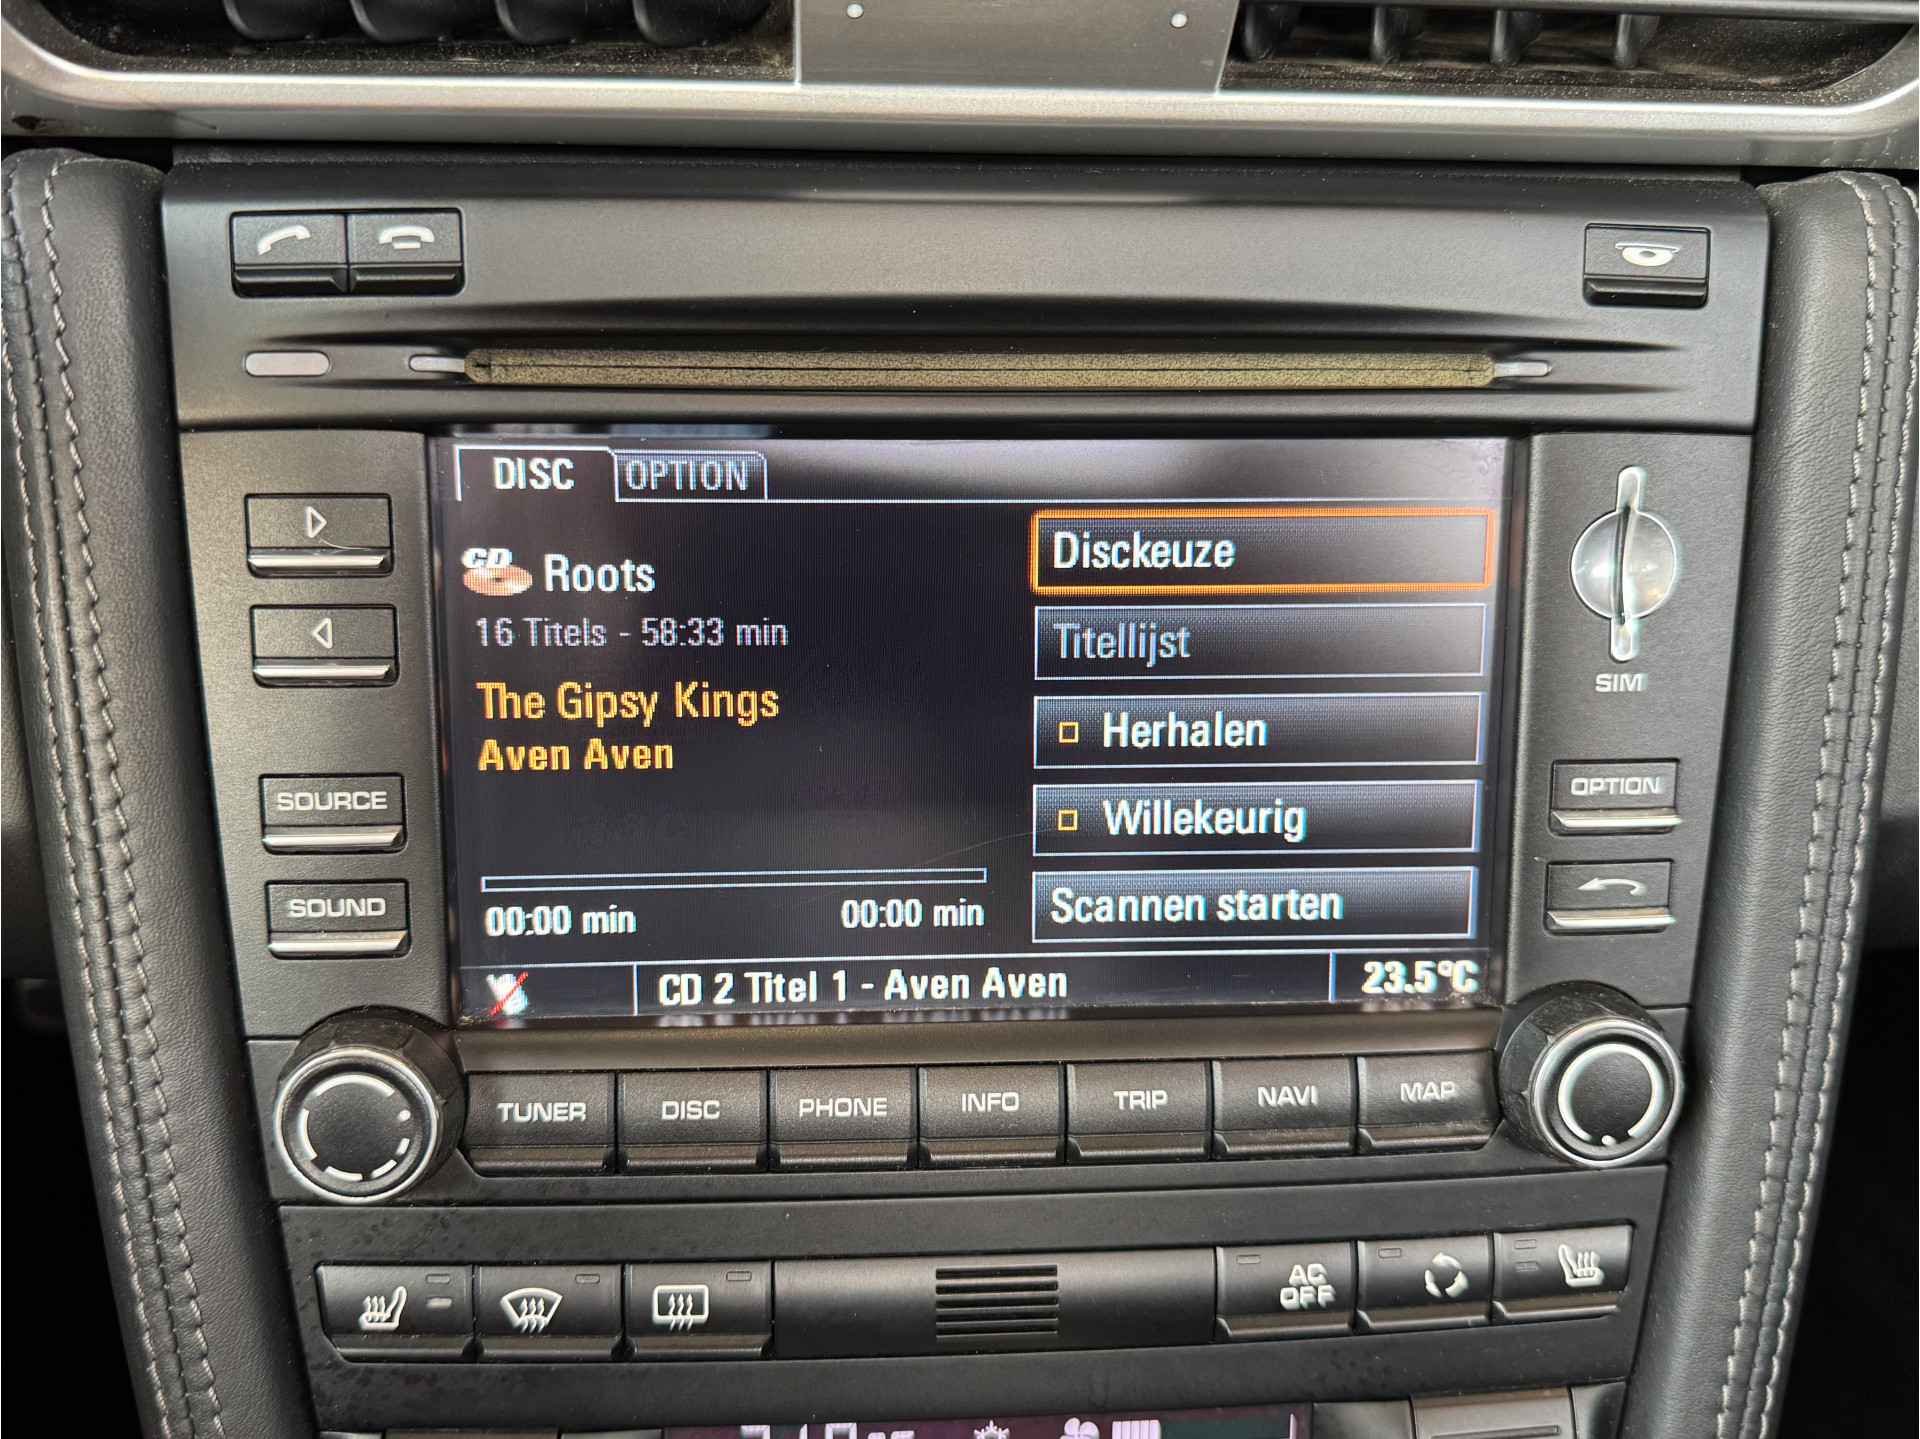 DISC OPTION
CD Roots
16 Titels - 58:33 min
The Gipsy Kings
Aven Aven
00:00 min 00:00 min
Disckeuze
Titellijst
Herhalen
Willekeurig
Scannen starten
CD 2 Titel 1 - Aven Aven 23.5°C
SOURCE
SOUND
SIM
OPTION
TUNER DISC PHONE INFO TRIP NAVI MAP
AC
OFF